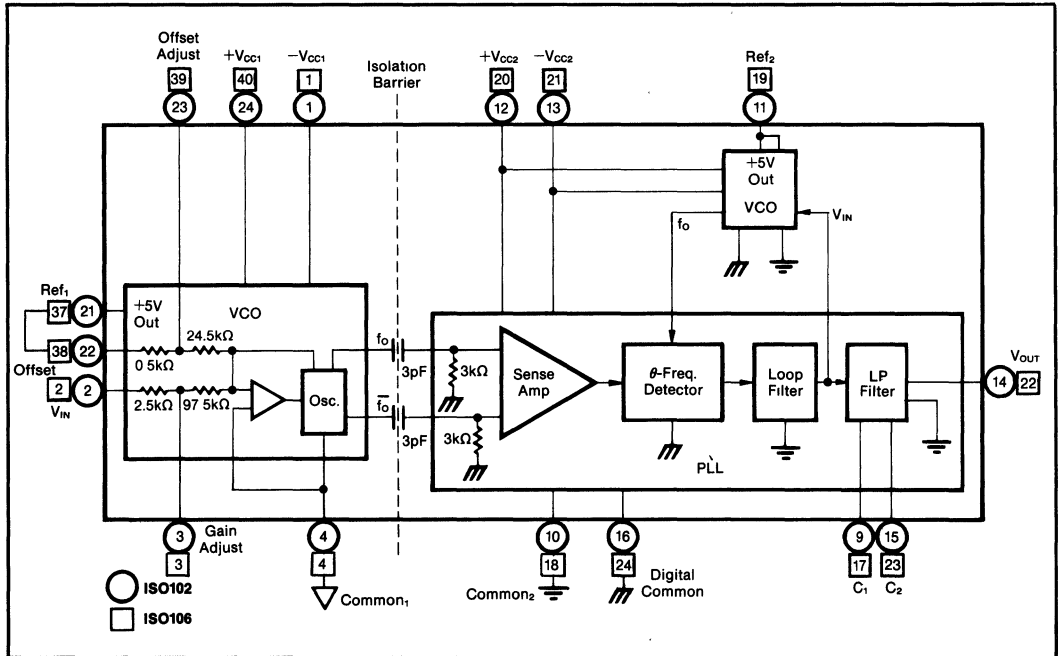 Offset
Adjust
+VCC1
−VCC1
Isolation
Barrier
+VCC2
−VCC2
Ref2
39
40
1
20
21
19
23
24
1
12
13
11
+5V
Out
VCO
fO
VIN
Ref1
37
21
+5V
Out
VCO
24.5kΩ
38
22
0 5kΩ
Offset
2
2
VIN
2.5kΩ
97 5kΩ
Osc.
fO
3pF
3kΩ
fO
3pF
3kΩ
Sense
Amp
θ-Freq.
Detector
Loop
Filter
LP
Filter
VOUT
14
22
PLL
3
Gain
Adjust
3
4
4
Common1
10
18
Common2
16
24
Digital
Common
9
15
17
23
C1
C2
ISO102
ISO106